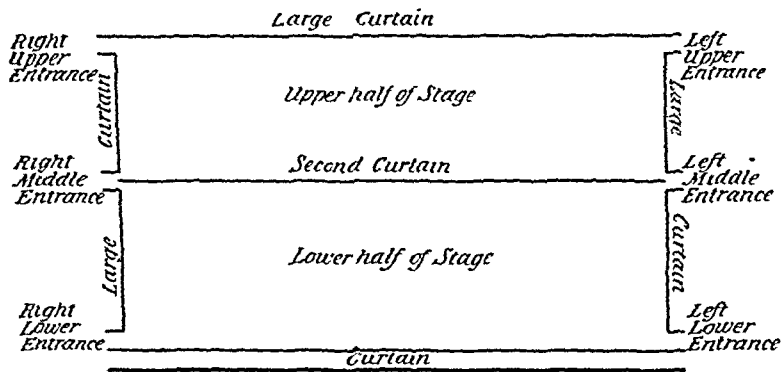 Large Curtain
Right
Upper
Entrance
Left
Upper
Entrance
Curtain
Upper half of Stage
Large
Right
Middle
Entrance
Second Curtain
Left
Middle
Entrance
Large
Lower half of Stage
Curtain
Right
Lower
Entrance
Left
Lower
Entrance
Curtain